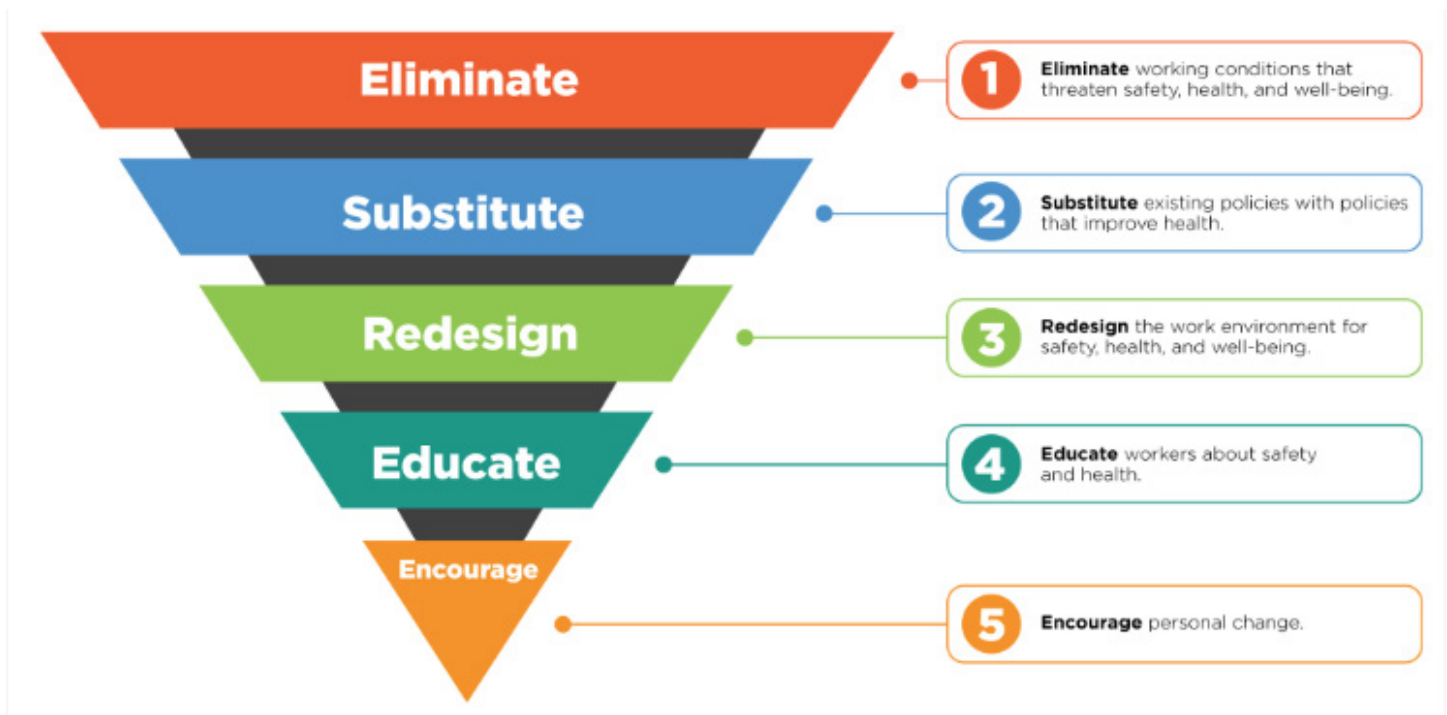 Eliminate
1
Eliminate working conditions that
threaten safety, health, and well-being.
Substitute
2
Substitute existing policies with policies
that improve health.
Redesign
3
Redesign the work environment for
safety, health, and well-being.
Educate
4
Educate workers about safety
and health.
Encourage
5
Encourage personal change.